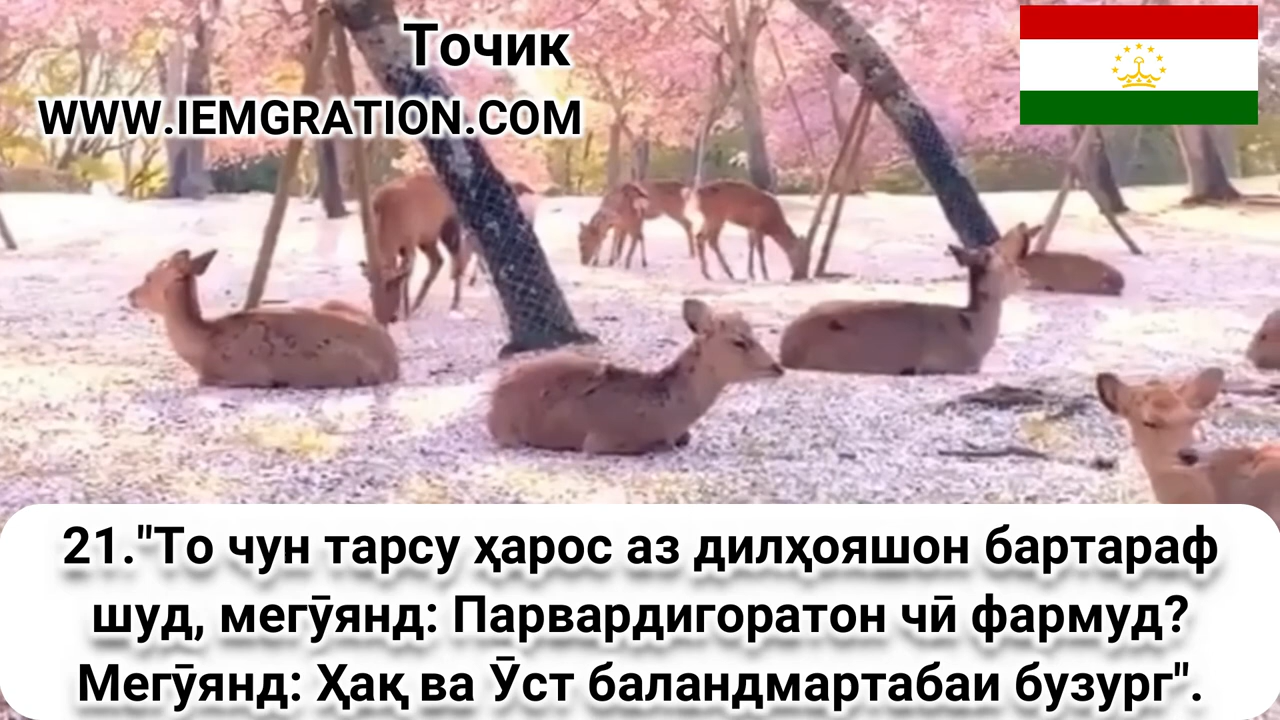 Точик
WWW.IEMGRATION.COM
21."То чун тарсу ҳарос аз дилҳояшон бартараф
шуд, мегӯянд: Парвардигоратон чӣ фармуд?
Мегӯянд: Ҳақ ва Ӯст баландмартабаи бузург".